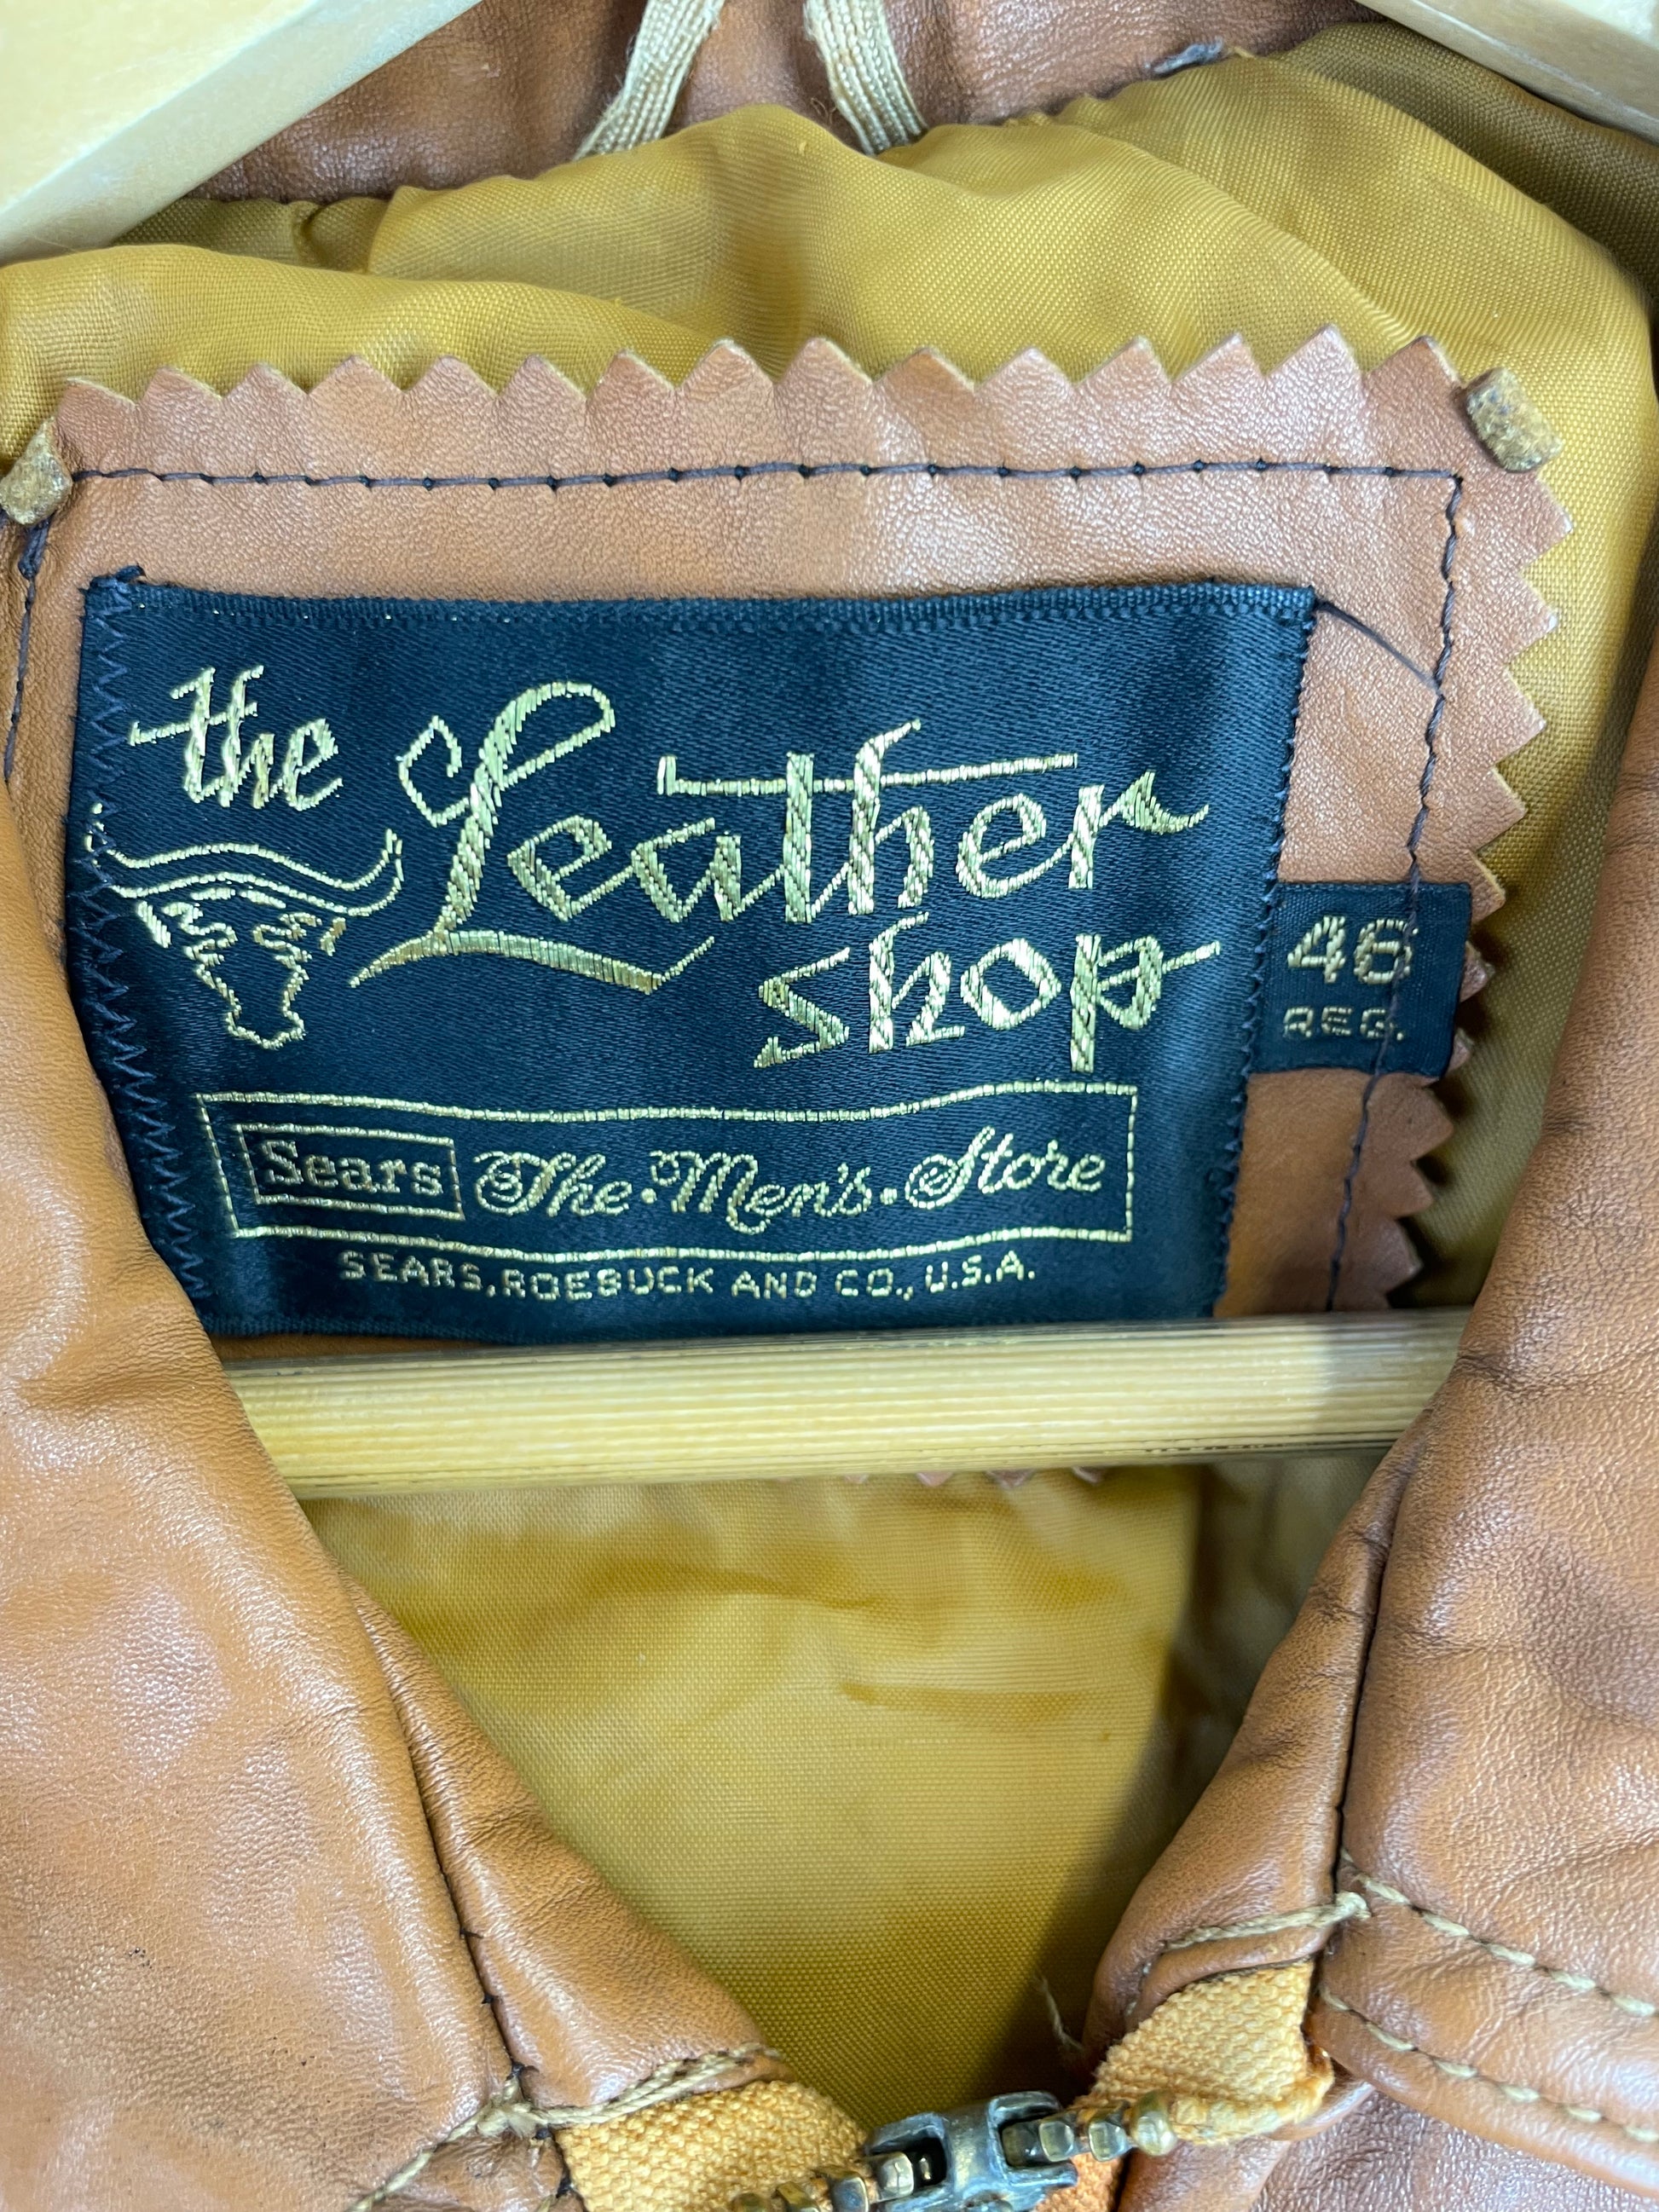 the Leather
shop
46
REG.
Sears The·Men's·Store
SEARS, ROEBUCK AND CO., U.S.A.